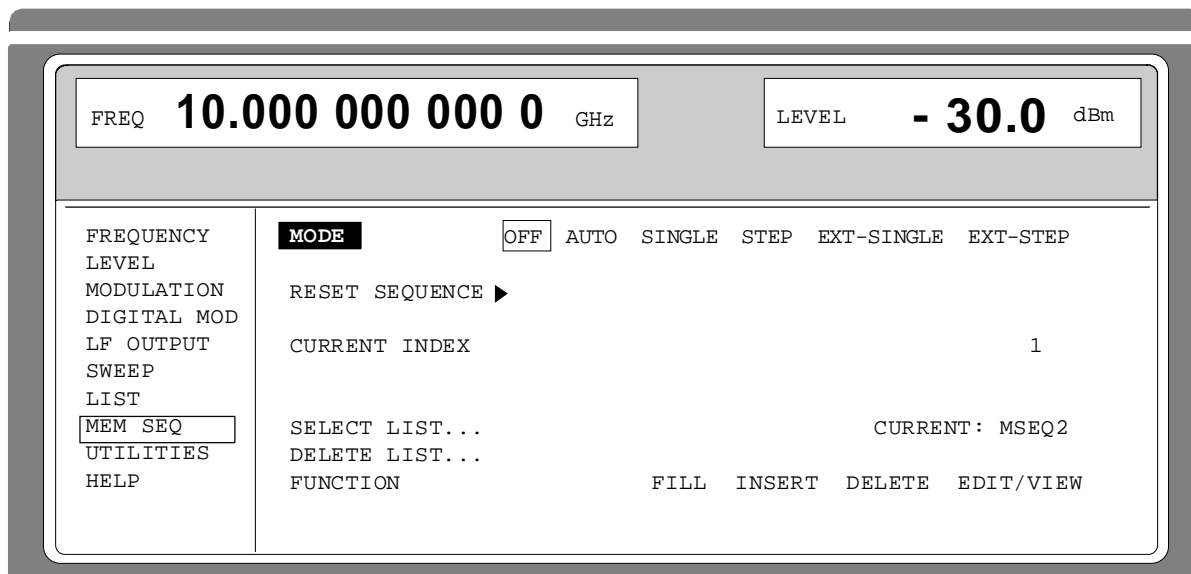 FREQ 10.000 000 000 0 GHz LEVEL - 30.0 dBm
FREQUENCY
LEVEL
MODULATION
DIGITAL MOD
LF OUTPUT
SWEEP
LIST
MEM SEQ
UTILITIES
HELP
MODE OFF AUTO SINGLE STEP EXT-SINGLE EXT-STEP
RESET SEQUENCE
CURRENT INDEX 1
SELECT LIST... CURRENT: MSEQ2
DELETE LIST...
FUNCTION FILL INSERT DELETE EDIT/VIEW